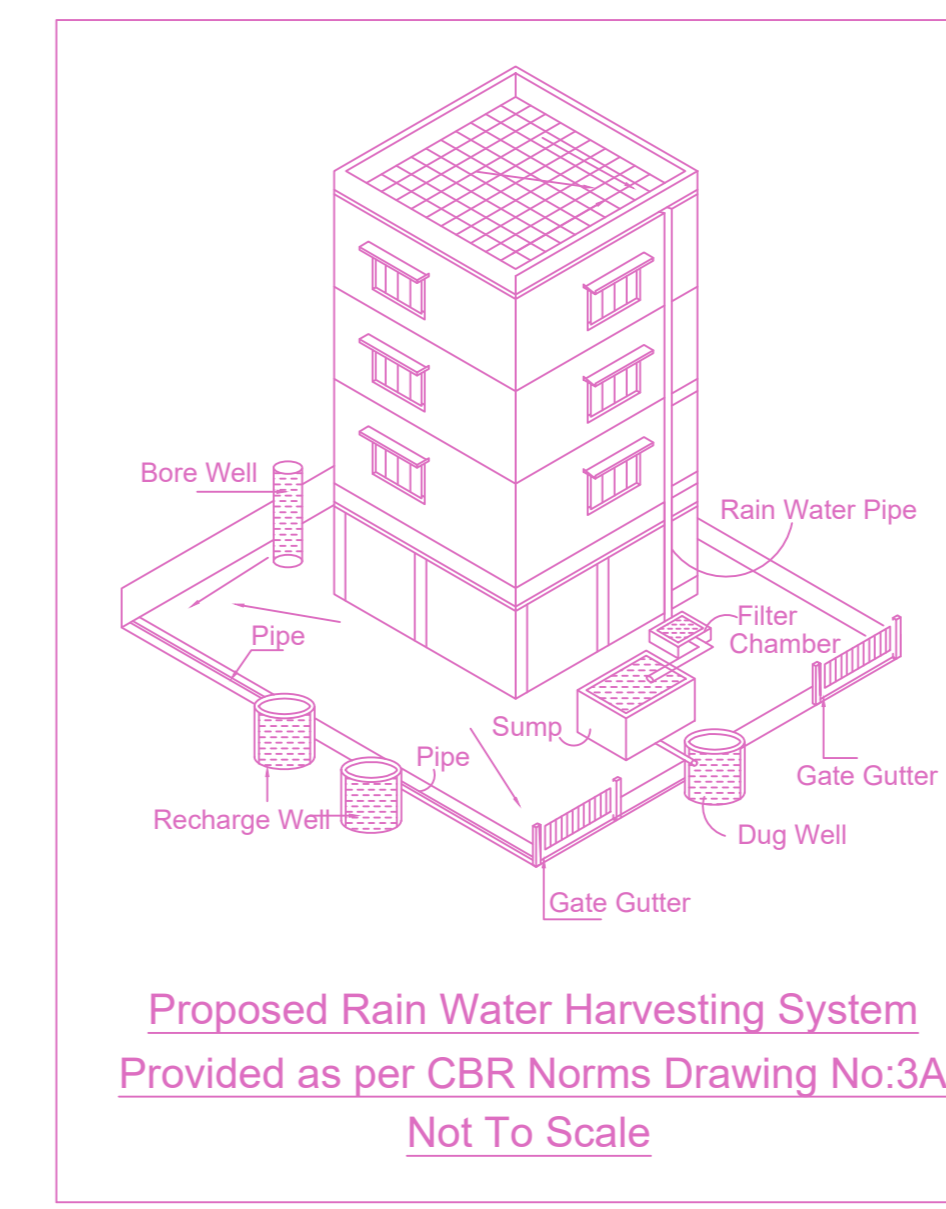 Bore Well
Rain Water Pipe
Filter
Chamber
Pipe
Sump
Pipe
Gate Gutter
Recharge Well
Dug Well
Gate Gutter
Proposed Rain Water Harvesting System
Provided as per CBR Norms Drawing No:3A
Not To Scale